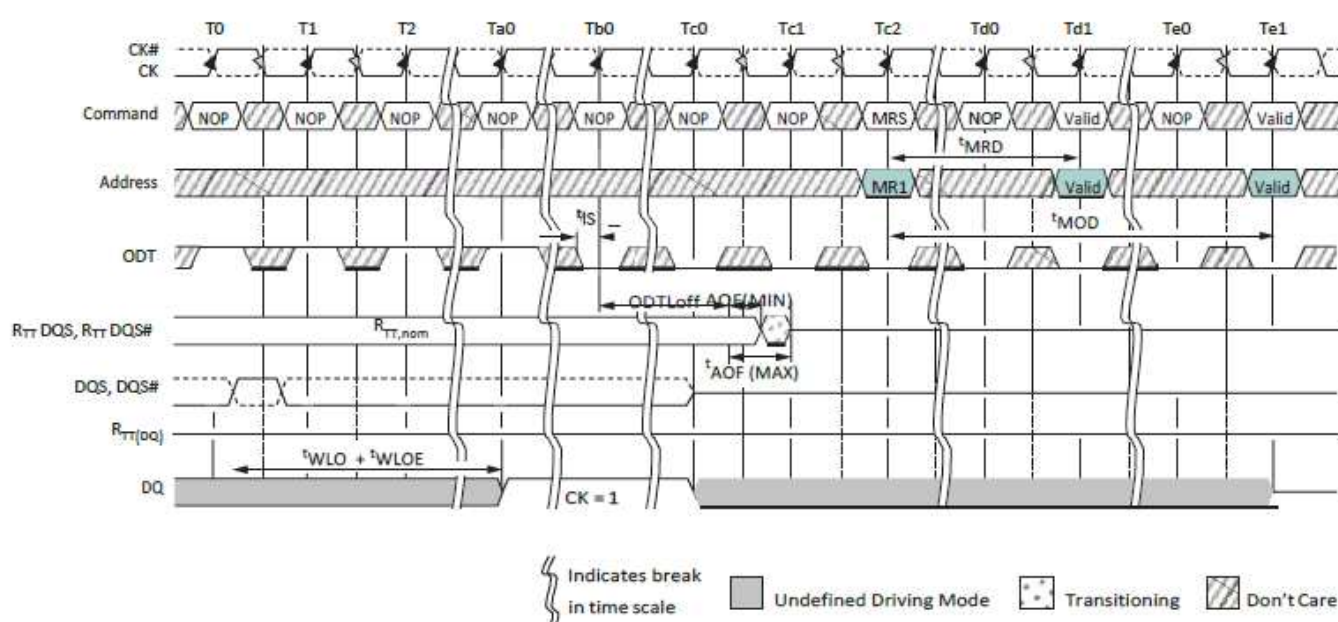 T0 T1 T2 Ta0 Tb0 Tc0 Tc1 Tc2 Td0 Td1 Te0 Te1
CK#
CK
Command NOP NOP NOP NOP NOP NOP NOP MRS NOP Valid NOP Valid
tMRD
Address MR1 Valid Valid
tIS
tMOD
ODT
ODTLoff AOF(MIN)
RTT DQS, RTT DQS# RTT,nom
tAOF (MAX)
DQS, DQS#
RTT(DQ)
tWLO + tWLOE
DQ CK = 1
Indicates break
in time scale
Undefined Driving Mode Transitioning Don't Care